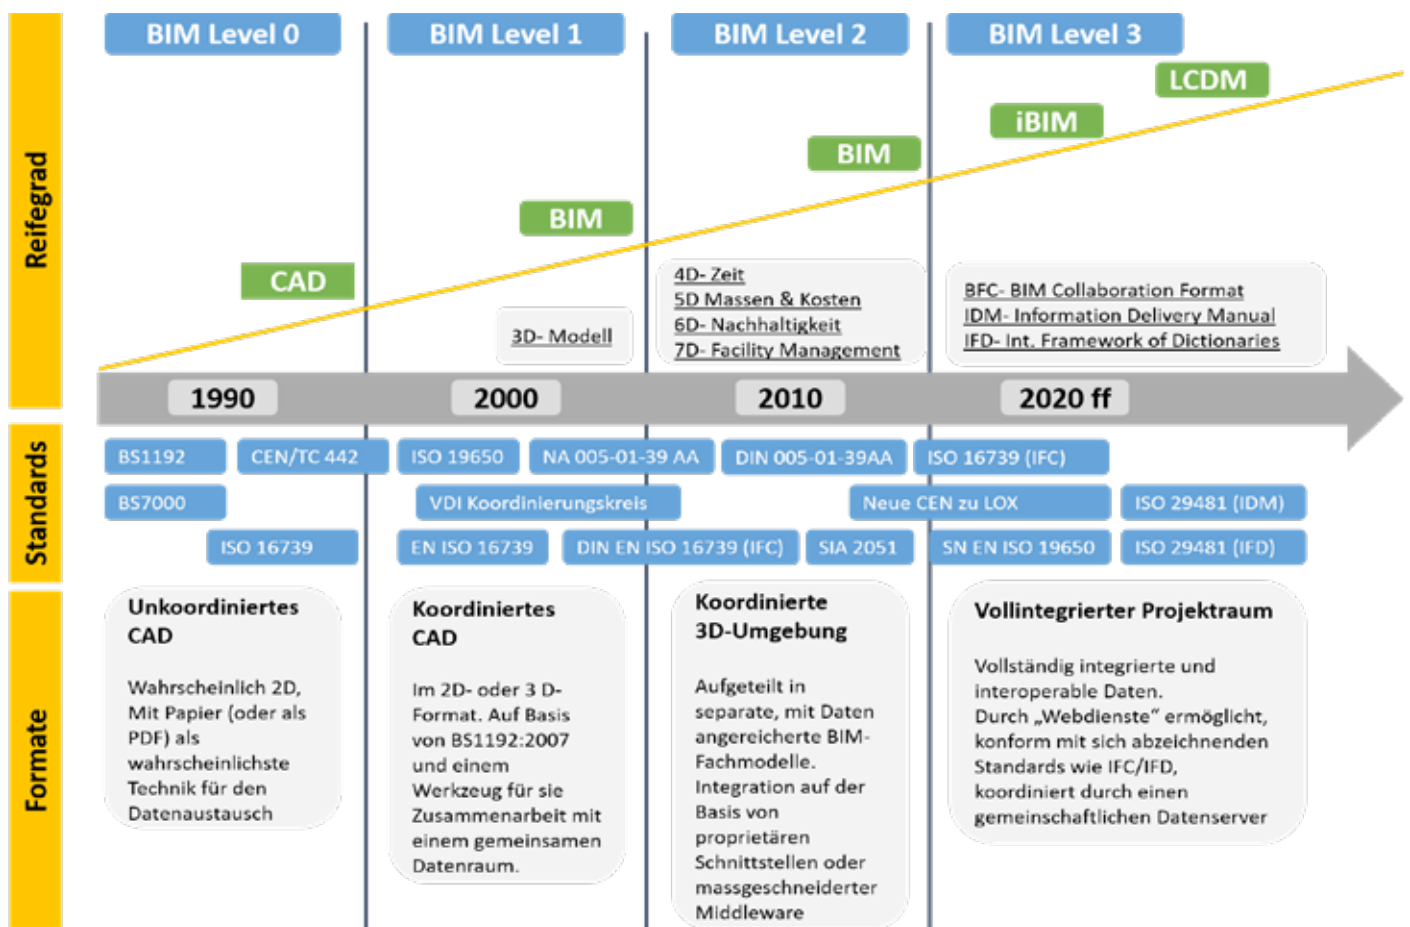 BIM Level 0
BIM Level 1
BIM Level 2
BIM Level 3
Reifegrad
LCDM
iBIM
BIM
BIM
CAD
3D- Modell
4D- Zeit
5D Massen & Kosten
6D- Nachhaltigkeit
7D- Facility Management
BFC- BIM Collaboration Format
IDM- Information Delivery Manual
IFD- Int. Framework of Dictionaries
1990
2000
2010
2020 ff
Standards
BS1192
CEN/TC 442
ISO 19650
NA 005-01-39 AA
DIN 005-01-39AA
ISO 16739 (IFC)
BS7000
VDI Koordinierungskreis
Neue CEN zu LOX
ISO 29481 (IDM)
ISO 16739
EN ISO 16739
DIN EN ISO 16739 (IFC)
SIA 2051
SN EN ISO 19650
ISO 29481 (IFD)
Formate
Unkoordiniertes
CAD
Wahrscheinlich 2D,
Mit Papier (oder als
PDF) als
wahrscheinlichste
Technik für den
Datenaustausch
Koordiniertes
CAD
Im 2D- oder 3 D-
Format. Auf Basis
von BS1192:2007
und einem
Werkzeug für sie
Zusammenarbeit mit
einem gemeinsamen
Datenraum.
Koordinierte
3D-Umgebung
Aufgeteilt in
separate, mit Daten
angereicherte BIM-
Fachmodelle.
Integration auf der
Basis von
proprietären
Schnittstellen oder
massgeschneiderter
Middleware
Vollintegrierter Projektraum
Vollständig integrierte und
interoperable Daten.
Durch „Webdienste“ ermöglicht,
konform mit sich abzeichnenden
Standards wie IFC/IFD,
koordiniert durch einen
gemeinschaftlichen Datenserver